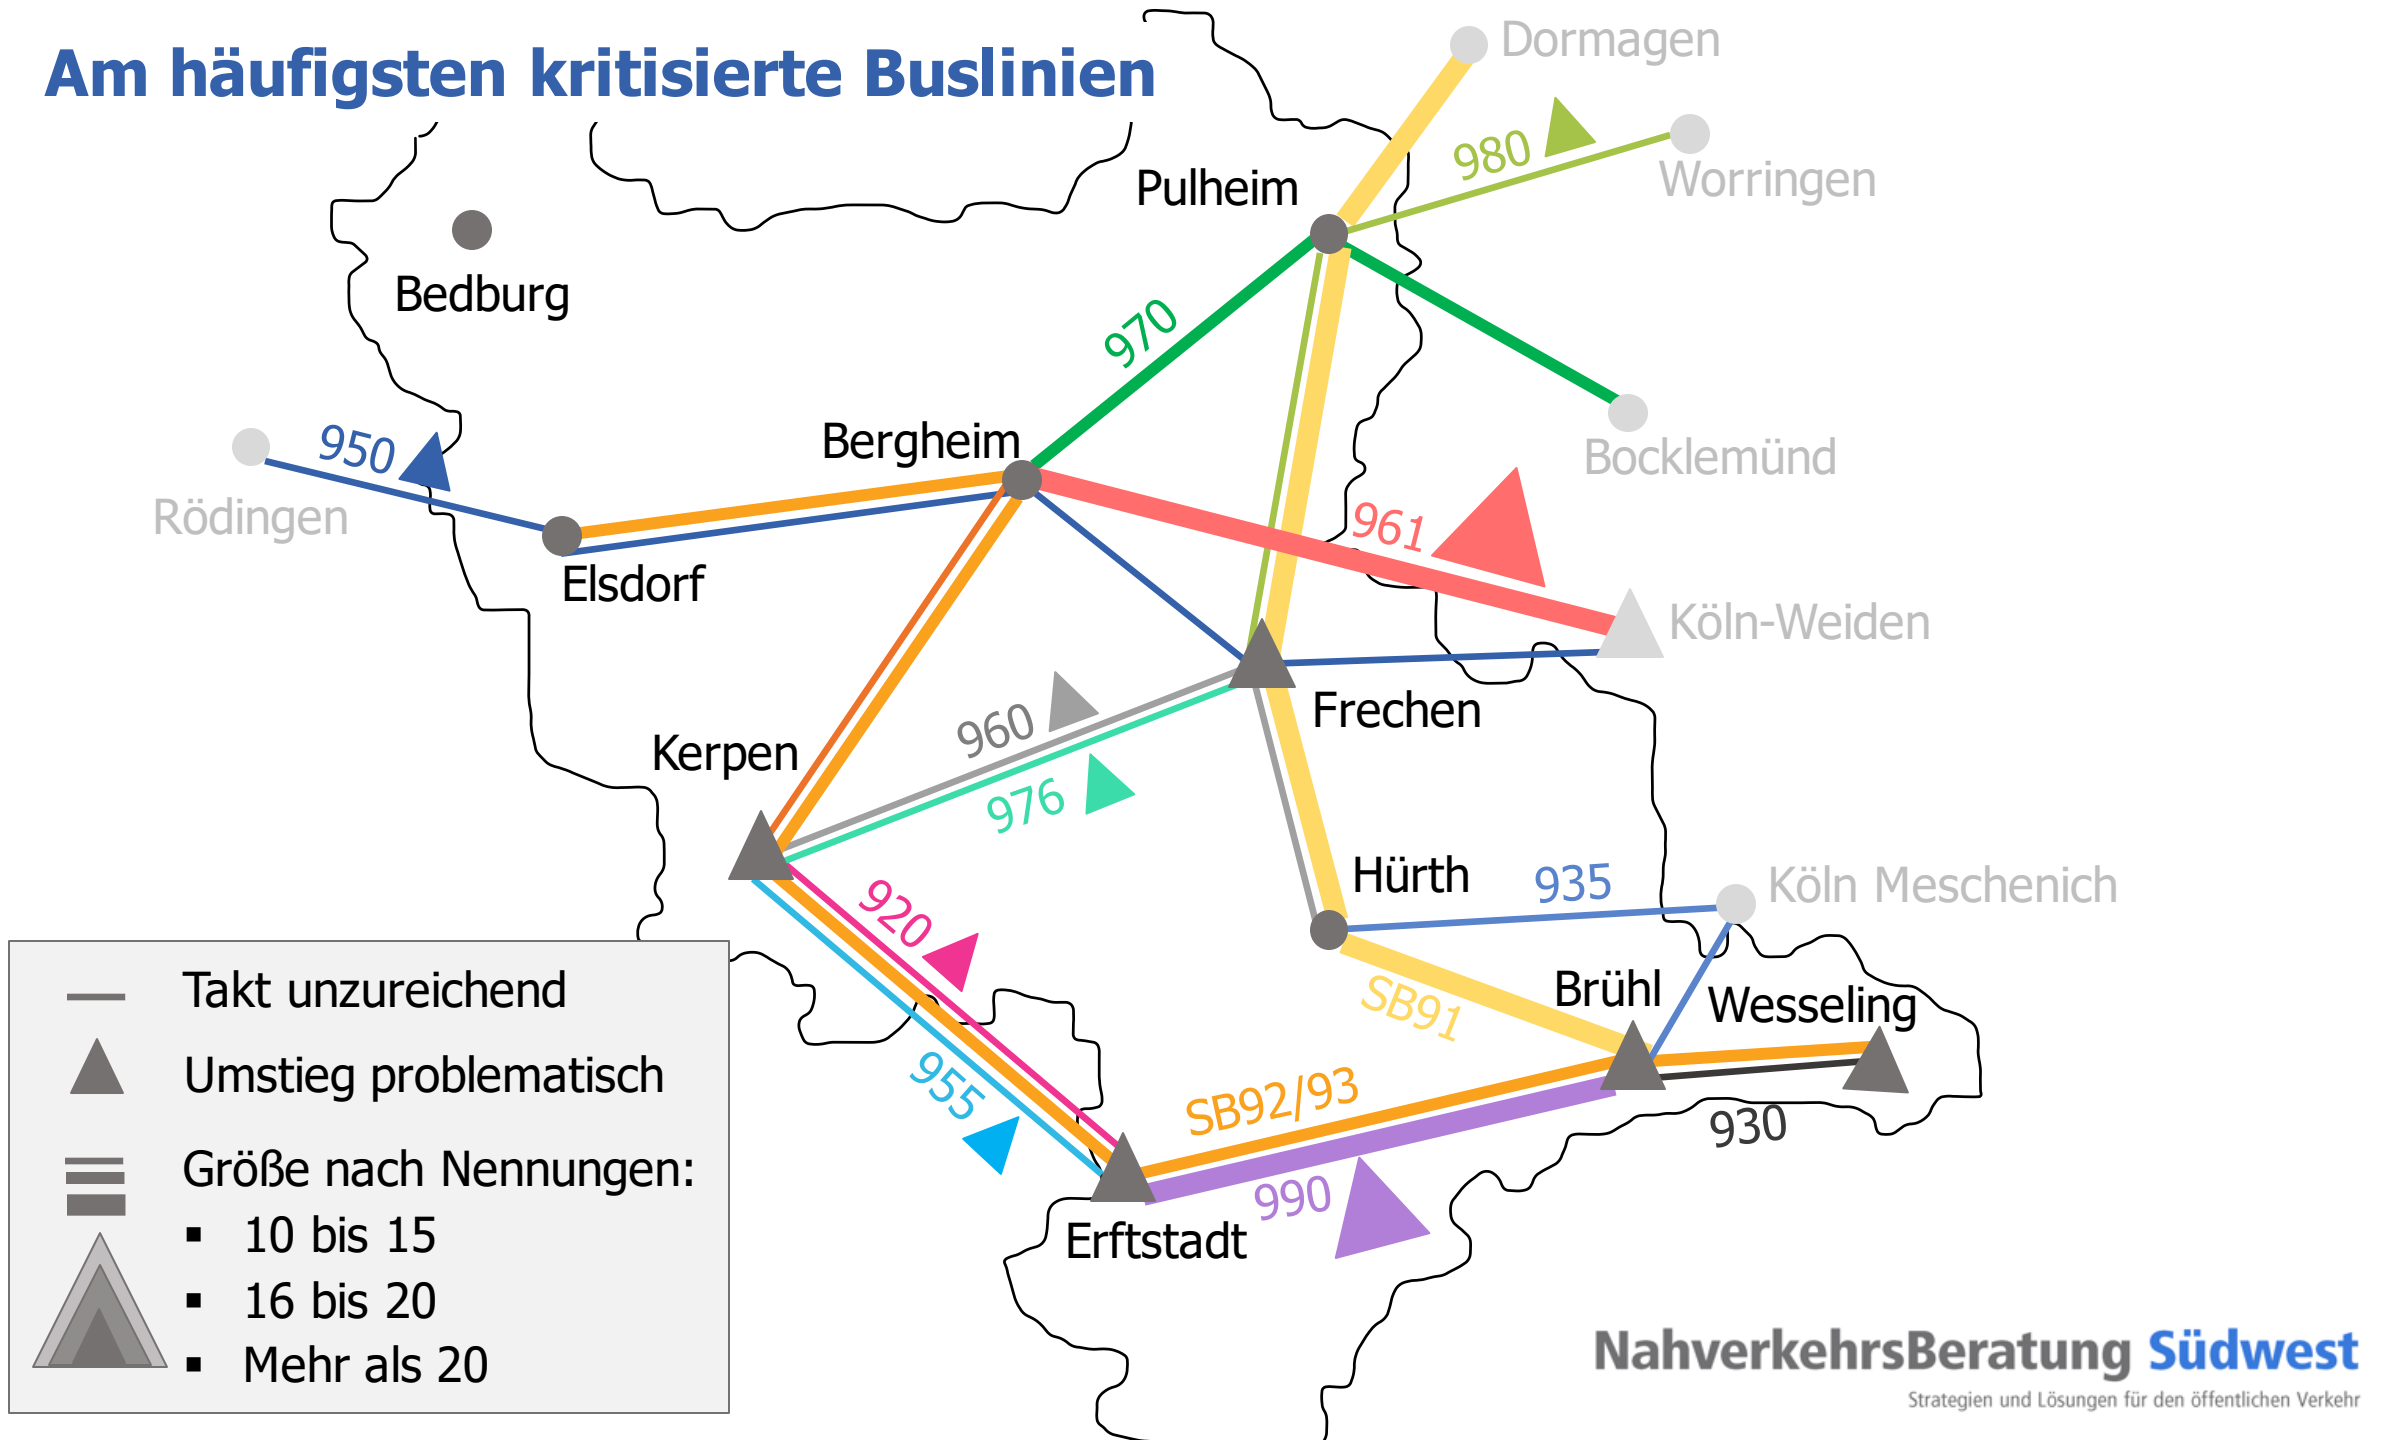 Am häufigsten kritisierte Buslinien
Dormagen
980
Worringen
Pulheim
Bedburg
970
Bergheim
950
Rödingen
Bocklemünd
961
Elsdorf
Köln-Weiden
Frechen
960
Kerpen
976
Hürth
935
Köln Meschenich
920
SB91
Brühl
Wesseling
955
SB92/93
930
990
Erftstadt
Takt unzureichend
Umstieg problematisch
Größe nach Nennungen:
▪ 10 bis 15
▪ 16 bis 20
▪ Mehr als 20
NahverkehrsBeratung Südwest
Strategien und Lösungen für den öffentlichen Verkehr